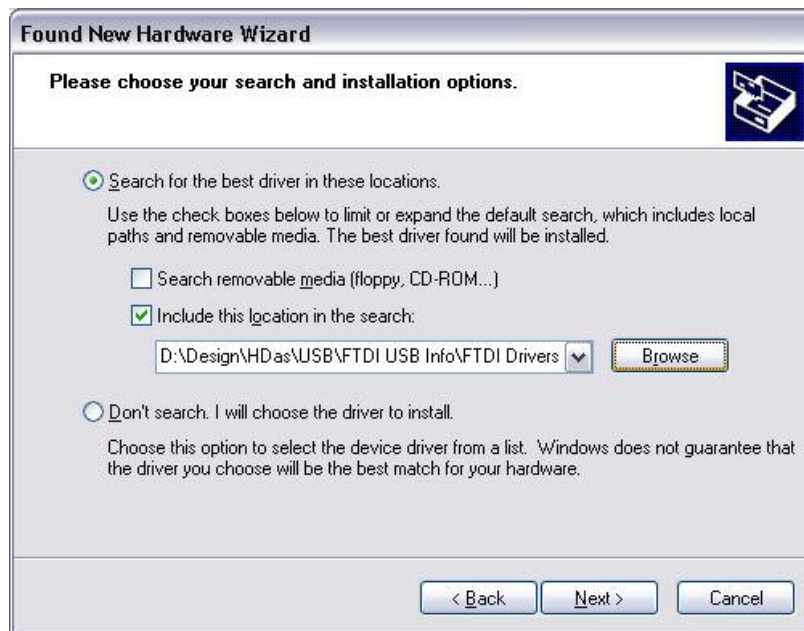 Found New Hardware Wizard
Please choose your search and installation options.
Search for the best driver in these locations.
Use the check boxes below to limit or expand the default search, which includes local
paths and removable media. The best driver found will be installed.
Search removable media (floppy, CD-ROM...)
Include this location in the search:
D:\Design\HDas\USB\FTDI USB Info\FTDI Drivers
Browse
Don't search. I will choose the driver to install.
Choose this option to select the device driver from a list. Windows does not guarantee that
the driver you choose will be the best match for your hardware.
< Back
Next >
Cancel